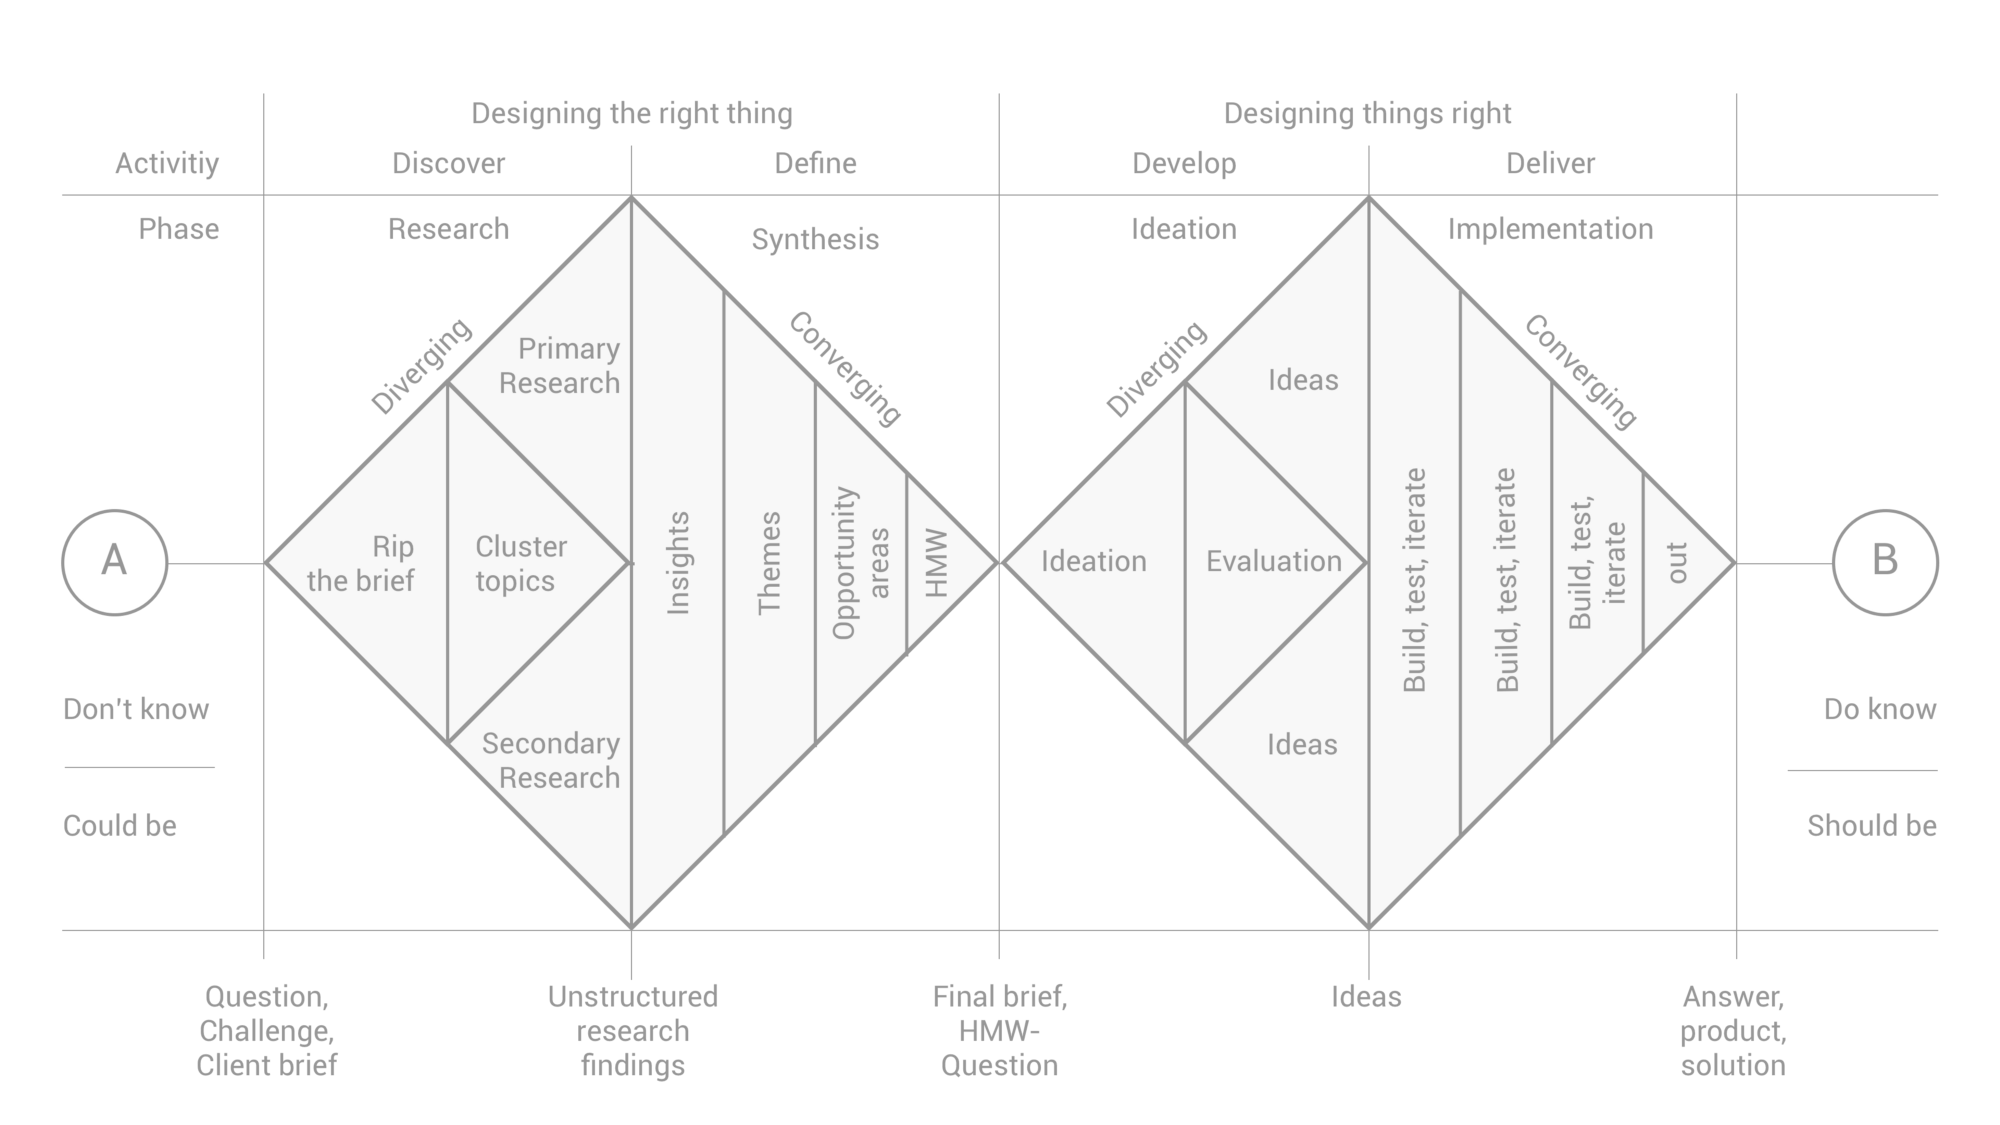 Designing the right thing
Designing things right
Activitiy
Discover
Define
Develop
Deliver
Phase
Research
Synthesis
Ideation
Implementation
Diverging
Converging
Diverging
Converging
Primary
Research
Ideas
A
Rip
the brief
Cluster
topics
Insights
Themes
Opportunity
areas
HMW
Ideation
Evaluation
Build, test, iterate
Build, test, iterate
Build, test,
iterate
out
B
Secondary
Research
Ideas
Don't know
Could be
Do know
Should be
Question,
Challenge,
Client brief
Unstructured
research
findings
Final brief,
HMW-
Question
Ideas
Answer,
product,
solution